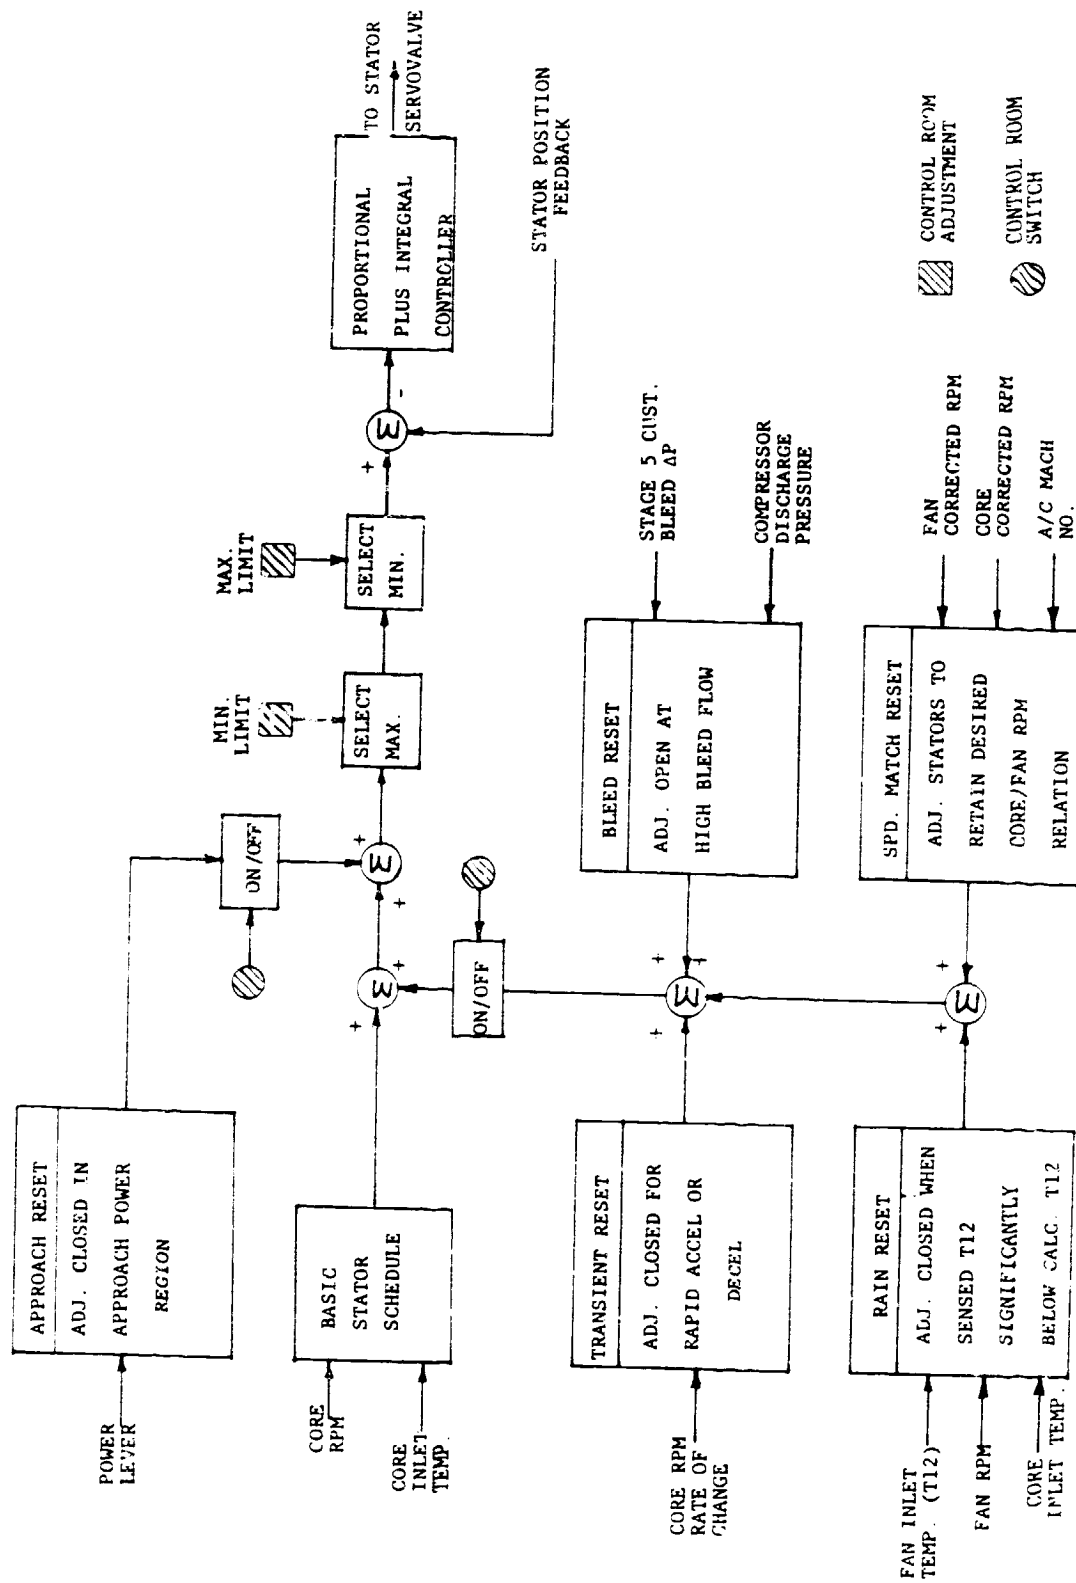 POWER
LEVER
APPROACH RESET
ADJ. CLOSED IN
APPROACH POWER
REGION
ON/OFF
CORE
RPM
CORE
INLET
TEMP.
BASIC
STATOR
SCHEDULE
Σ
+
+
Σ
+
+
MIN.
LIMIT
SELECT
MAX.
MAX.
LIMIT
SELECT
MIN.
Σ
+
-
PROPORTIONAL
PLUS INTEGRAL
CONTROLLER
TO STATOR
SERVOVALVE
STATOR POSITION
FEEDBACK
ON/OFF
CORE RPM
RATE OF
CHANGE
TRANSIENT RESET
ADJ. CLOSED FOR
RAPID ACCEL OR
DECEL
Σ
+
+
+
BLEED RESET
ADJ. OPEN AT
HIGH BLEED FLOW
STAGE 5 CUST.
BLEED ΔP
COMPRESSOR
DISCHARGE
PRESSURE
FAN INLET
TEMP. (T12)
FAN RPM
CORE
INLET TEMP.
RAIN RESET
ADJ. CLOSED WHEN
SENSED T12
SIGNIFICANTLY
BELOW CALC. T12
Σ
+
+
SPD. MATCH RESET
ADJ. STATORS TO
RETAIN DESIRED
CORE/FAN RPM
RELATION
FAN
CORRECTED RPM
CORE
CORRECTED RPM
A/C MACH
NO.
CONTROL ROOM
ADJUSTMENT
CONTROL ROOM
SWITCH